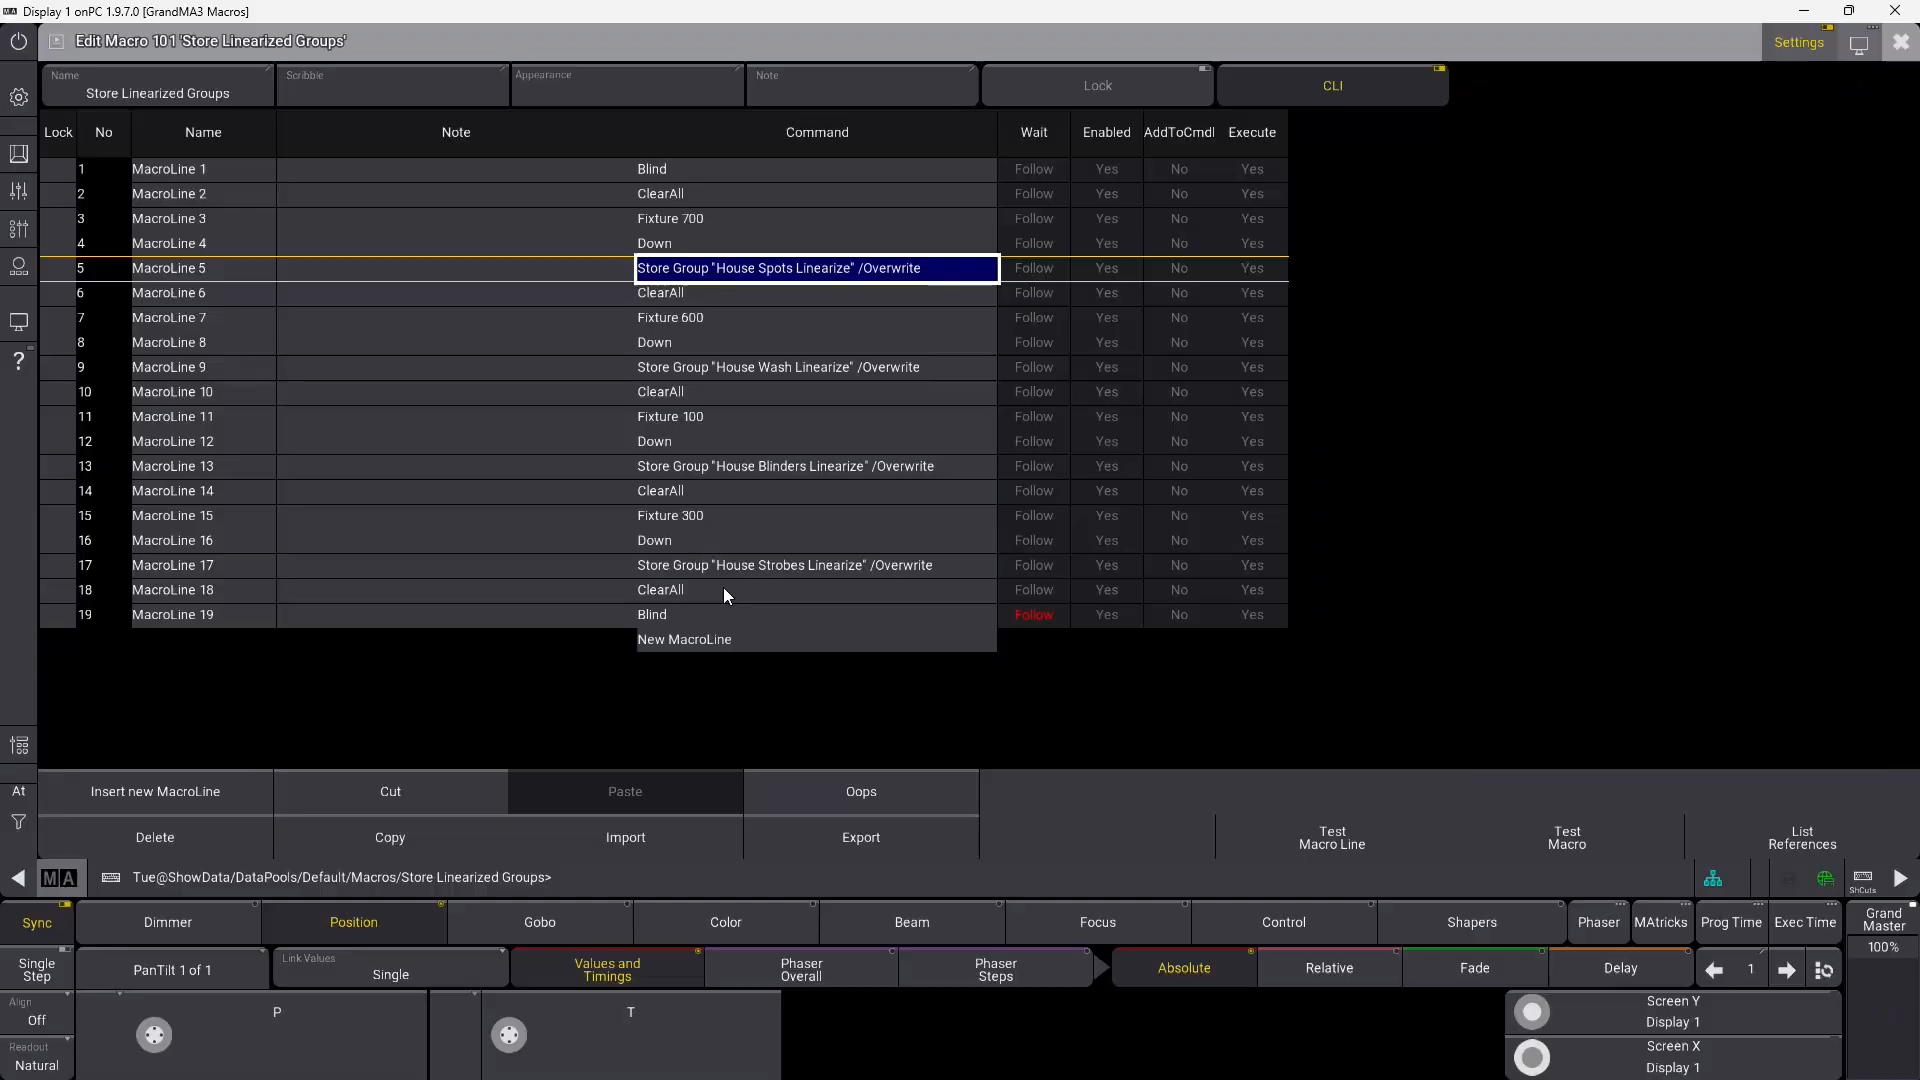 Display 1 onPC 1.9.7.0 [GrandMA3 Macros]
Edit Macro 101 'Store Linearized Groups'
Settings
Name
Store Linearized Groups
Scribble
Appearance
Note
Lock
CLI
Lock No Name Note Command Wait Enabled AddToCmdl Execute
1 MacroLine 1 Blind Follow Yes No Yes
2 MacroLine 2 ClearAll Follow Yes No Yes
3 MacroLine 3 Fixture 700 Follow Yes No Yes
4 MacroLine 4 Down Follow Yes No Yes
5 MacroLine 5 Store Group "House Spots Linearize" /Overwrite Follow Yes No Yes
6 MacroLine 6 ClearAll Follow Yes No Yes
7 MacroLine 7 Fixture 600 Follow Yes No Yes
8 MacroLine 8 Down Follow Yes No Yes
9 MacroLine 9 Store Group "House Wash Linearize" /Overwrite Follow Yes No Yes
10 MacroLine 10 ClearAll Follow Yes No Yes
11 MacroLine 11 Fixture 100 Follow Yes No Yes
12 MacroLine 12 Down Follow Yes No Yes
13 MacroLine 13 Store Group "House Blinders Linearize" /Overwrite Follow Yes No Yes
14 MacroLine 14 ClearAll Follow Yes No Yes
15 MacroLine 15 Fixture 300 Follow Yes No Yes
16 MacroLine 16 Down Follow Yes No Yes
17 MacroLine 17 Store Group "House Strobes Linearize" /Overwrite Follow Yes No Yes
18 MacroLine 18 ClearAll Follow Yes No Yes
19 MacroLine 19 Blind Follow Yes No Yes
New MacroLine
At
Insert new MacroLine Cut Paste Oops
Delete Copy Import Export
Test
Macro Line
Test
Macro
List
References
MA Tue@ShowData/DataPools/Default/Macros/Store Linearized Groups>
ShCuts
Sync Dimmer Position Gobo Color Beam Focus Control Shapers Phaser MAtricks Prog Time Exec Time
Grand
Master
100%
Single
Step
PanTilt 1 of 1
Link Values
Single
Values and
Timings
Phaser
Overall
Phaser
Steps
Absolute Relative Fade Delay 1
Align
Off
P
T
Screen Y
Display 1
Readout
Natural
Screen X
Display 1